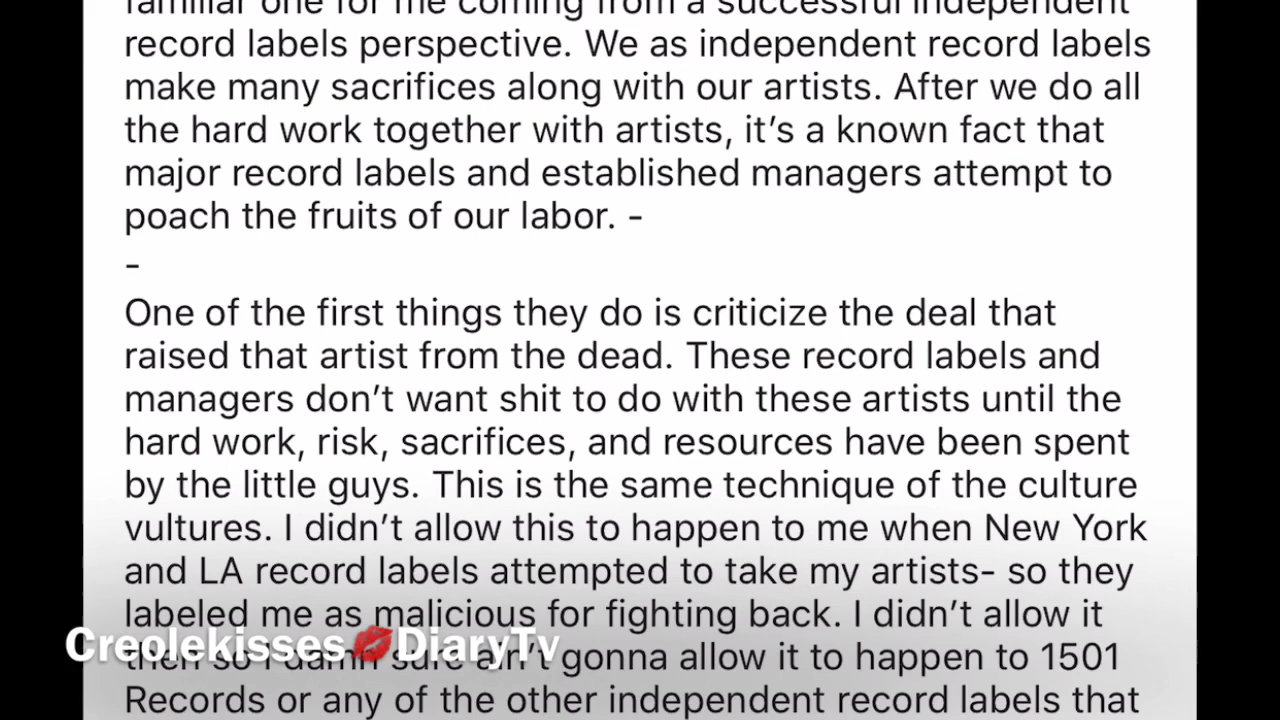 familiar one for me coming from a successful independent
record labels perspective. We as independent record labels
make many sacrifices along with our artists. After we do all
the hard work together with artists, it’s a known fact that
major record labels and established managers attempt to
poach the fruits of our labor. -
-
One of the first things they do is criticize the deal that
raised that artist from the dead. These record labels and
managers don’t want shit to do with these artists until the
hard work, risk, sacrifices, and resources have been spent
by the little guys. This is the same technique of the culture
vultures. I didn’t allow this to happen to me when New York
and LA record labels attempted to take my artists- so they
labeled me as malicious for fighting back. I didn’t allow it
Creolekisses💋DiaryTv
then so I damn sure ain’t gonna allow it to happen to 1501
Records or any of the other independent record labels that